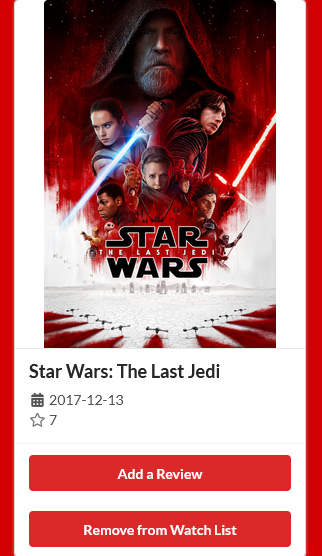 STAR
THE LAST JEDI
WARS
Star Wars: The Last Jedi
2017-12-13
7
Add a Review
Remove from Watch List